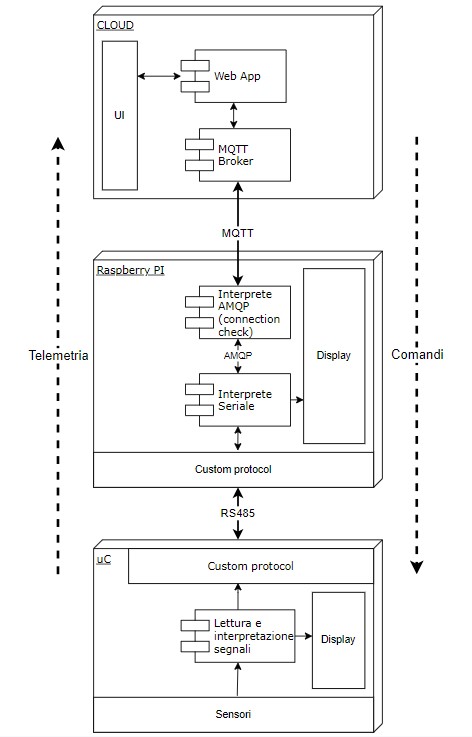 CLOUD
UI
Web App
MQTT
Broker
MQTT
Raspberry PI
Interprete
AMQP
(connection
check)
Display
AMQP
Interprete
Seriale
Custom protocol
Telemetria
Comandi
RS485
uC
Custom protocol
Lettura e
interpretazione
segnali
Display
Sensori